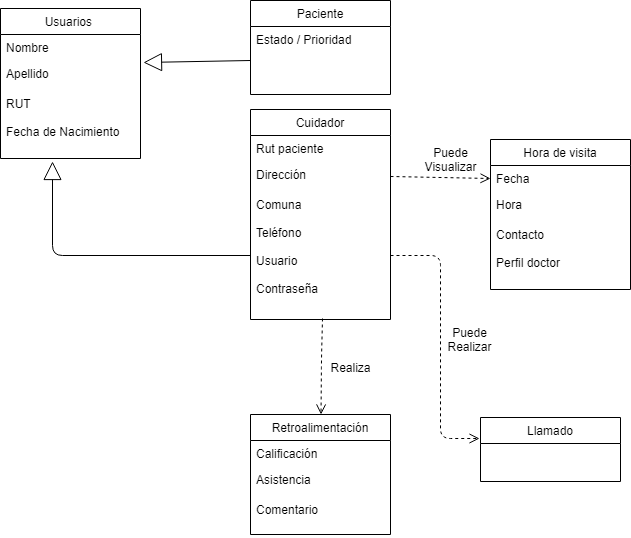 Usuarios
Nombre
Apellido
RUT
Fecha de Nacimiento
Paciente
Estado / Prioridad
Cuidador
Rut paciente
Dirección
Comuna
Teléfono
Usuario
Contraseña
Puede
Visualizar
Hora de visita
Fecha
Hora
Contacto
Perfil doctor
Puede
Realizar
Realiza
Retroalimentación
Calificación
Asistencia
Comentario
Llamado